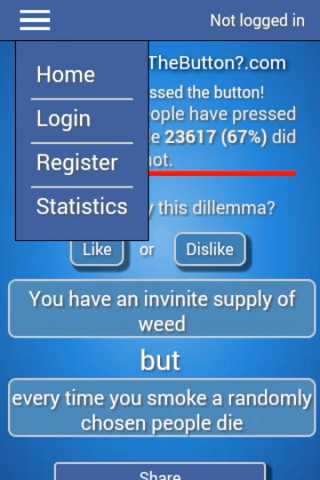 Not logged in
Home
Login
Register
Statistics
TheButton?.com
ssed the button!
eople have pressed
e 23617 (67%) did
not.
this dillemma?
Like or Dislike
You have an invinite supply of
weed
but
every time you smoke a randomly
chosen people die
Share